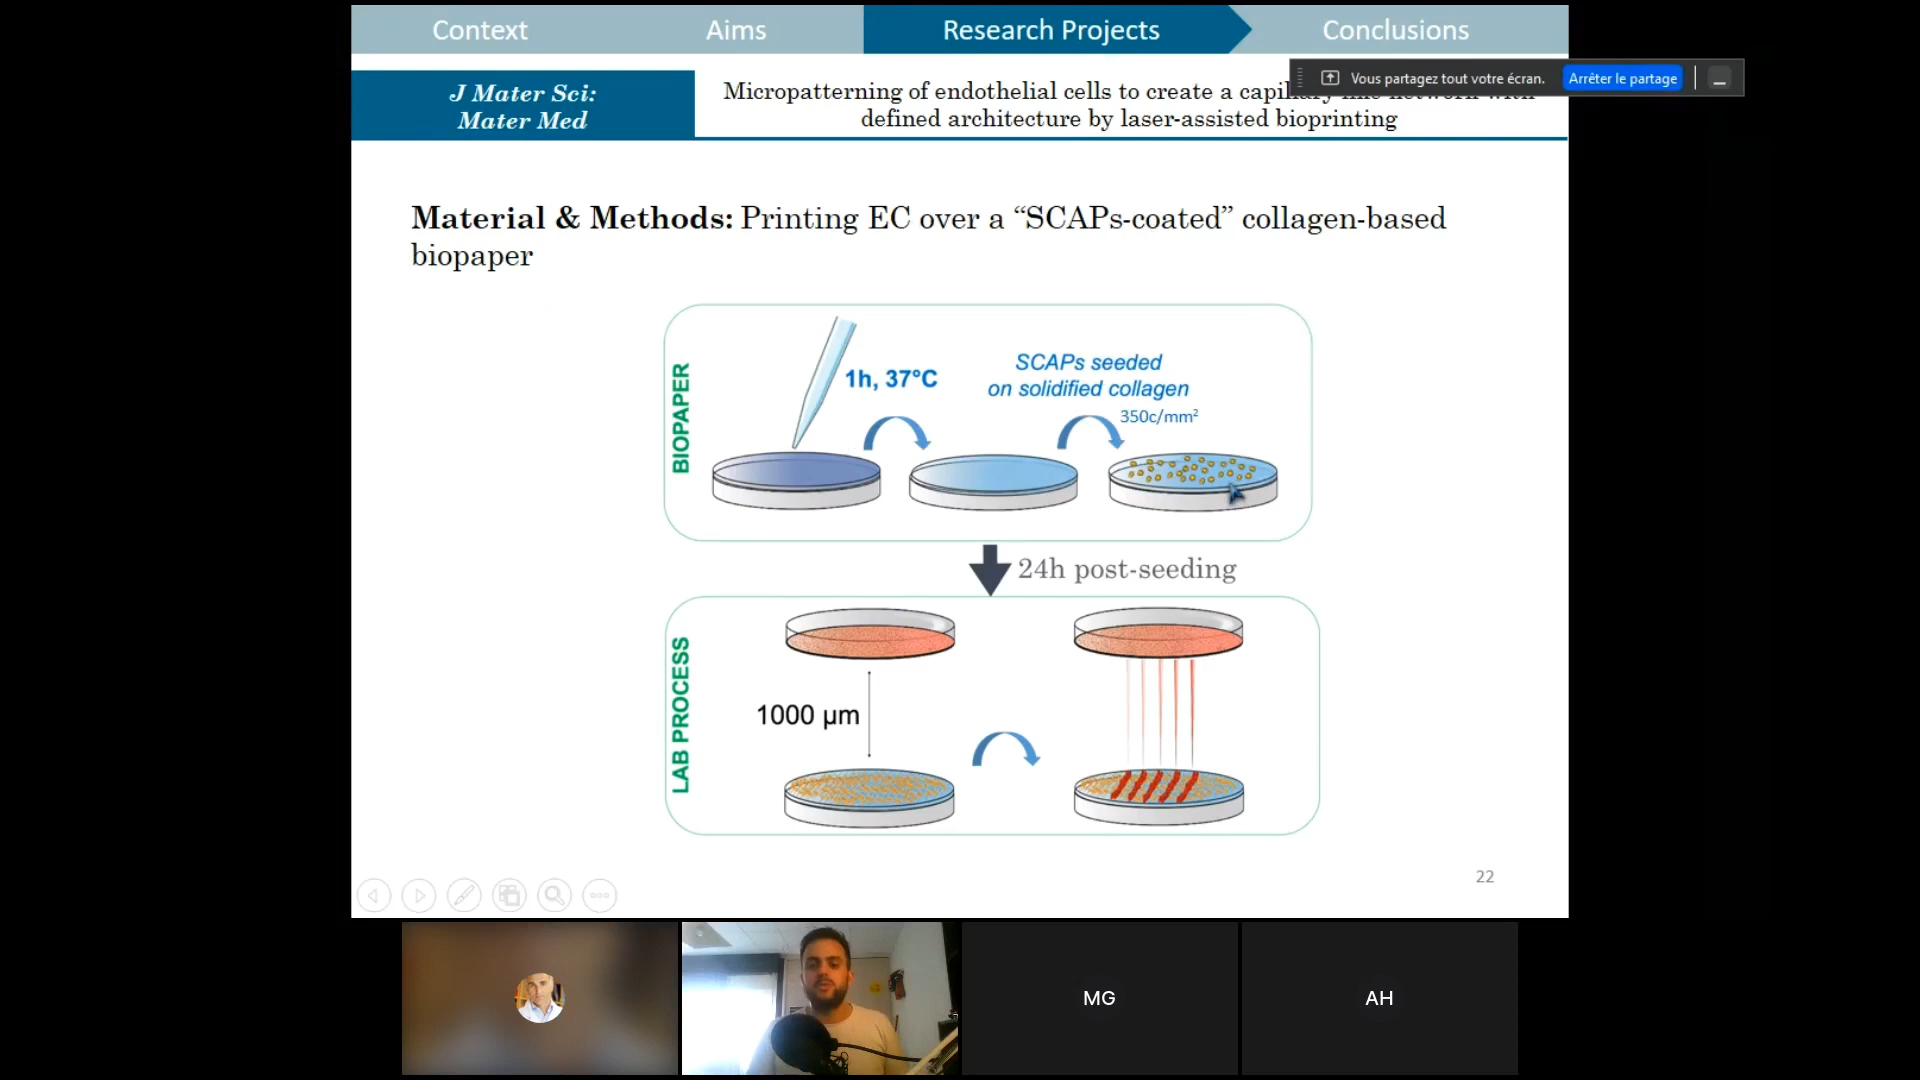 Context
Aims
Research Projects
Conclusions
J Mater Sci:
Mater Med
Micropatterning of endothelial cells to create a
defined architecture by laser-assisted bioprinting
Vous partagez tout votre écran.
Arrêter le partage
Material & Methods: Printing EC over a “SCAPs-coated” collagen-based
biopaper
BIOPAPER
1h, 37°C
SCAPs seeded
on solidified collagen
350c/mm²
24h post-seeding
LAB PROCESS
1000 µm
22
MG
AH